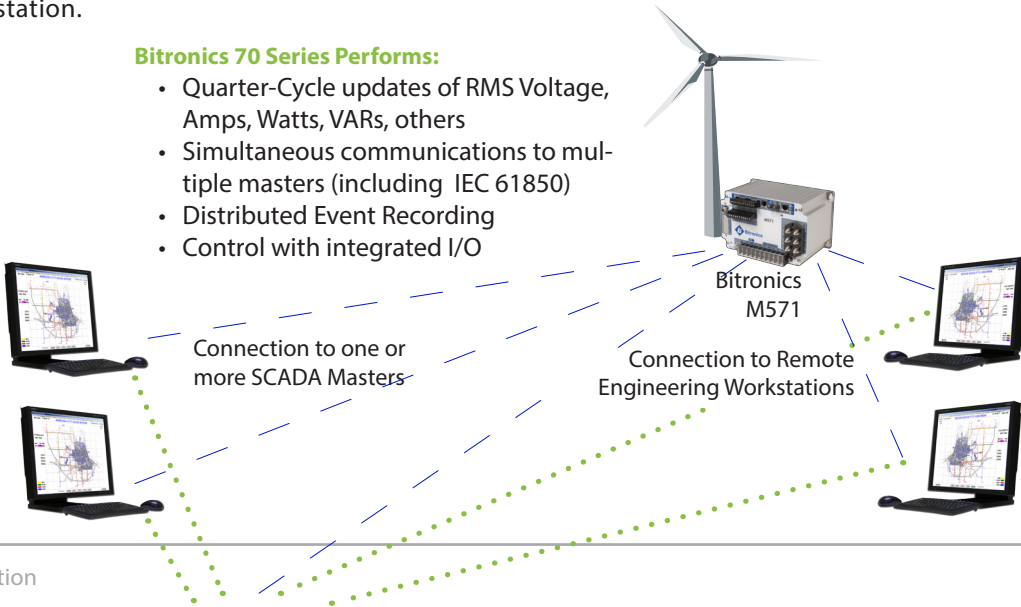 station.
Bitronics 70 Series Performs:
• Quarter-Cycle updates of RMS Voltage,
Amps, Watts, VARs, others
• Simultaneous communications to mul-
tiple masters (including IEC 61850)
• Distributed Event Recording
• Control with integrated I/O
M571
Bitronics
Bitronics
M571
Connection to one or
more SCADA Masters
Connection to Remote
Engineering Workstations
tion